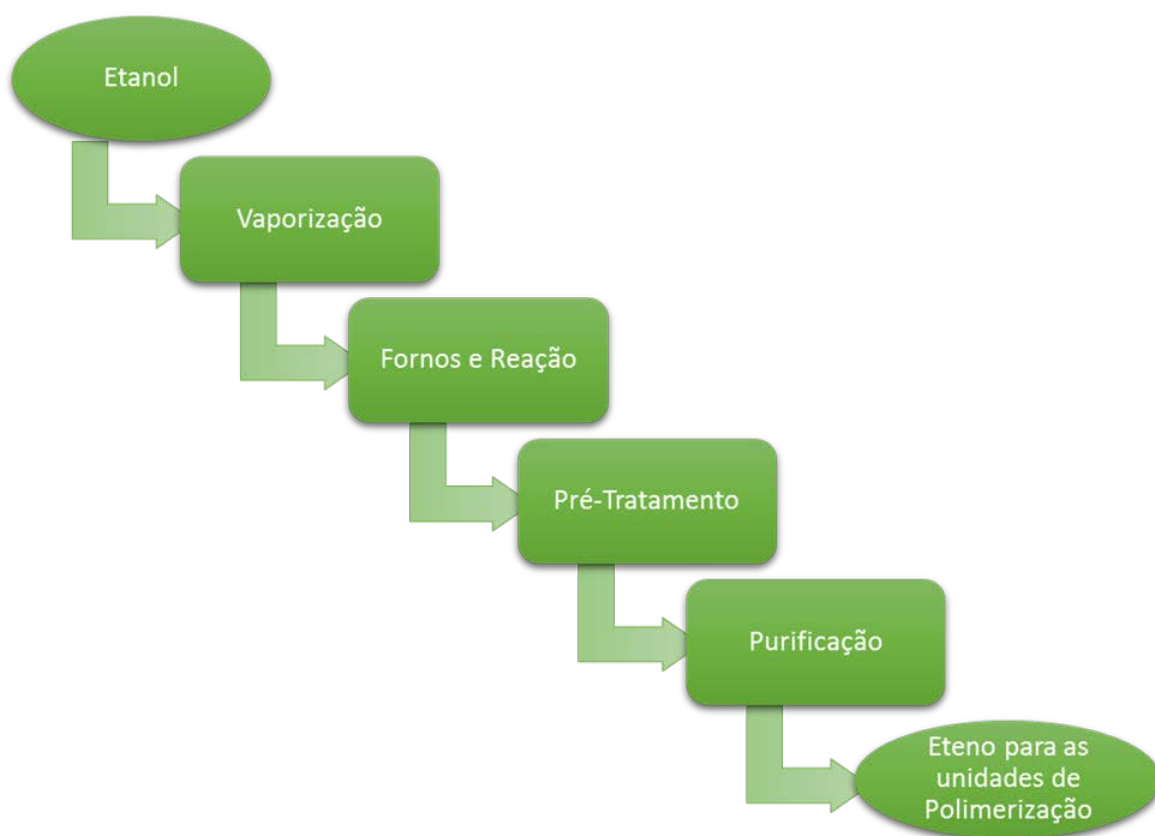 Etanol
Vaporização
Fornos e Reação
Pré-Tratamento
Purificação
Eteno para as
unidades de
Polimerização